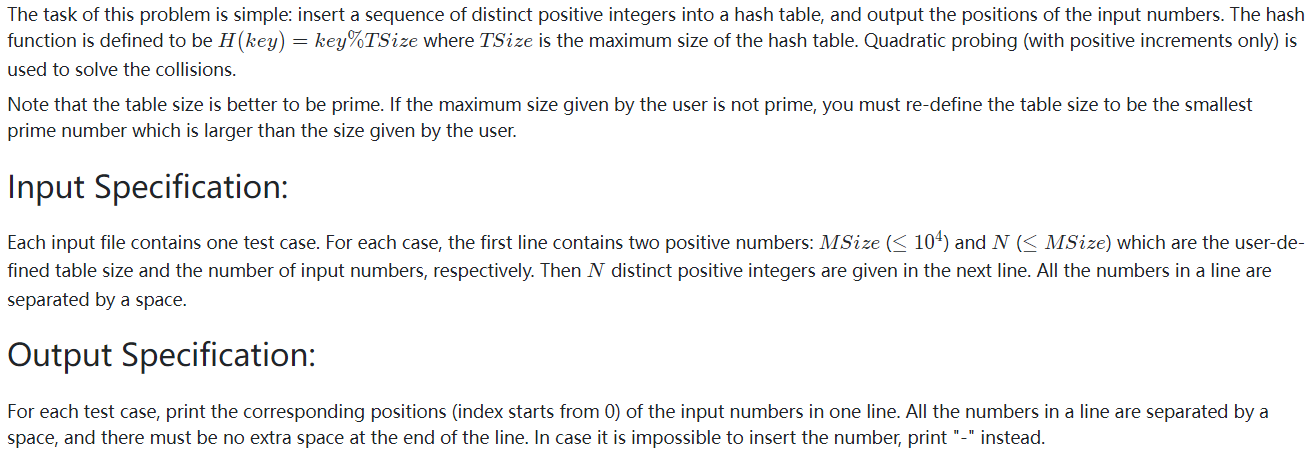 The task of this problem is simple: insert a sequence of distinct positive integers into a hash table, and output the positions of the input numbers. The hash
function is defined to be H(key) = key%TSize where TSize is the maximum size of the hash table. Quadratic probing (with positive increments only) is
used to solve the collisions.
Note that the table size is better to be prime. If the maximum size given by the user is not prime, you must re-define the table size to be the smallest
prime number which is larger than the size given by the user.
Input Specification:
Each input file contains one test case. For each case, the first line contains two positive numbers: MSize (≤ 10⁴) and N (≤ MSize) which are the user-de-
fined table size and the number of input numbers, respectively. Then N distinct positive integers are given in the next line. All the numbers in a line are
separated by a space.
Output Specification:
For each test case, print the corresponding positions (index starts from 0) of the input numbers in one line. All the numbers in a line are separated by a
space, and there must be no extra space at the end of the line. In case it is impossible to insert the number, print "-" instead.